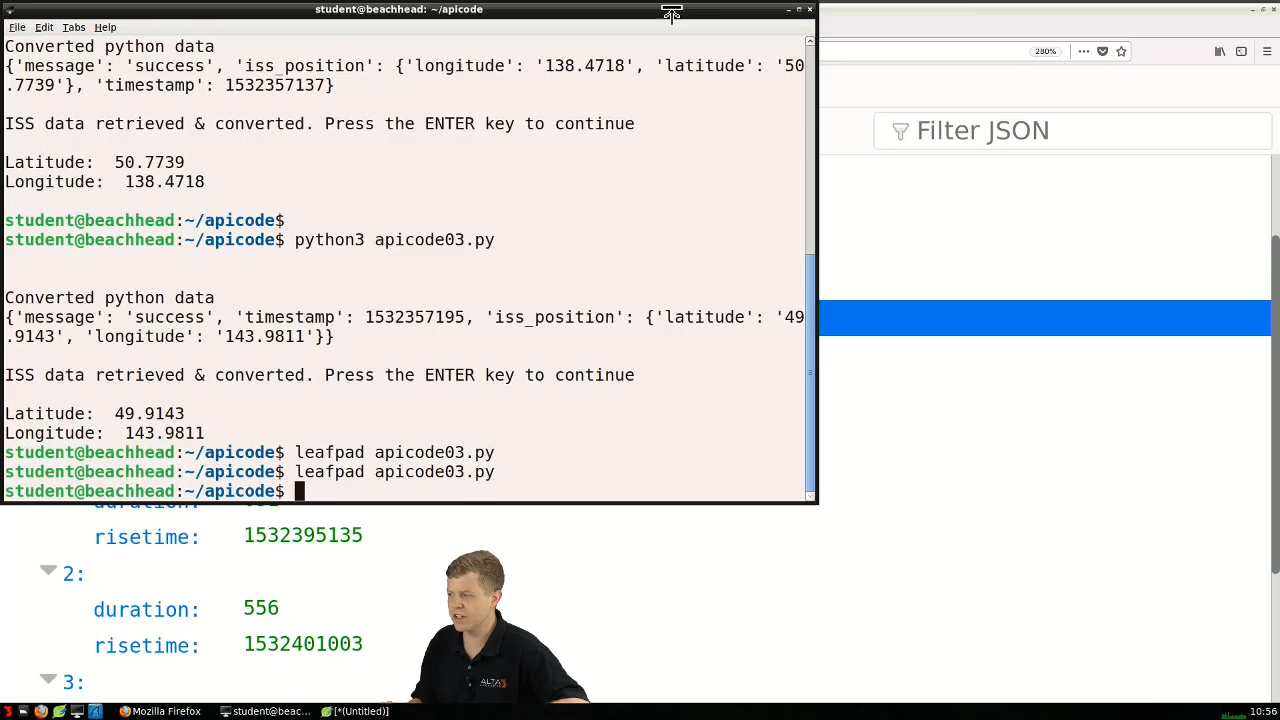 student@beachhead: ~/apicode
File Edit Tabs Help
Converted python data
{'message': 'success', 'iss_position': {'longitude': '138.4718', 'latitude': '50
.7739'}, 'timestamp': 1532357137}
ISS data retrieved & converted. Press the ENTER key to continue
Latitude:  50.7739
Longitude:  138.4718
student@beachhead:~/apicode$
student@beachhead:~/apicode$ python3 apicode03.py
Converted python data
{'message': 'success', 'timestamp': 1532357195, 'iss_position': {'latitude': '49
.9143', 'longitude': '143.9811'}}
ISS data retrieved & converted. Press the ENTER key to continue
Latitude:  49.9143
Longitude:  143.9811
student@beachhead:~/apicode$ leafpad apicode03.py
student@beachhead:~/apicode$ leafpad apicode03.py
student@beachhead:~/apicode$
280%
Filter JSON
risetime: 1532395135
2:
duration: 556
risetime: 1532401003
3:
ALTA3
Mozilla Firefox
student@beac...
[*(Untitled)]
10:56